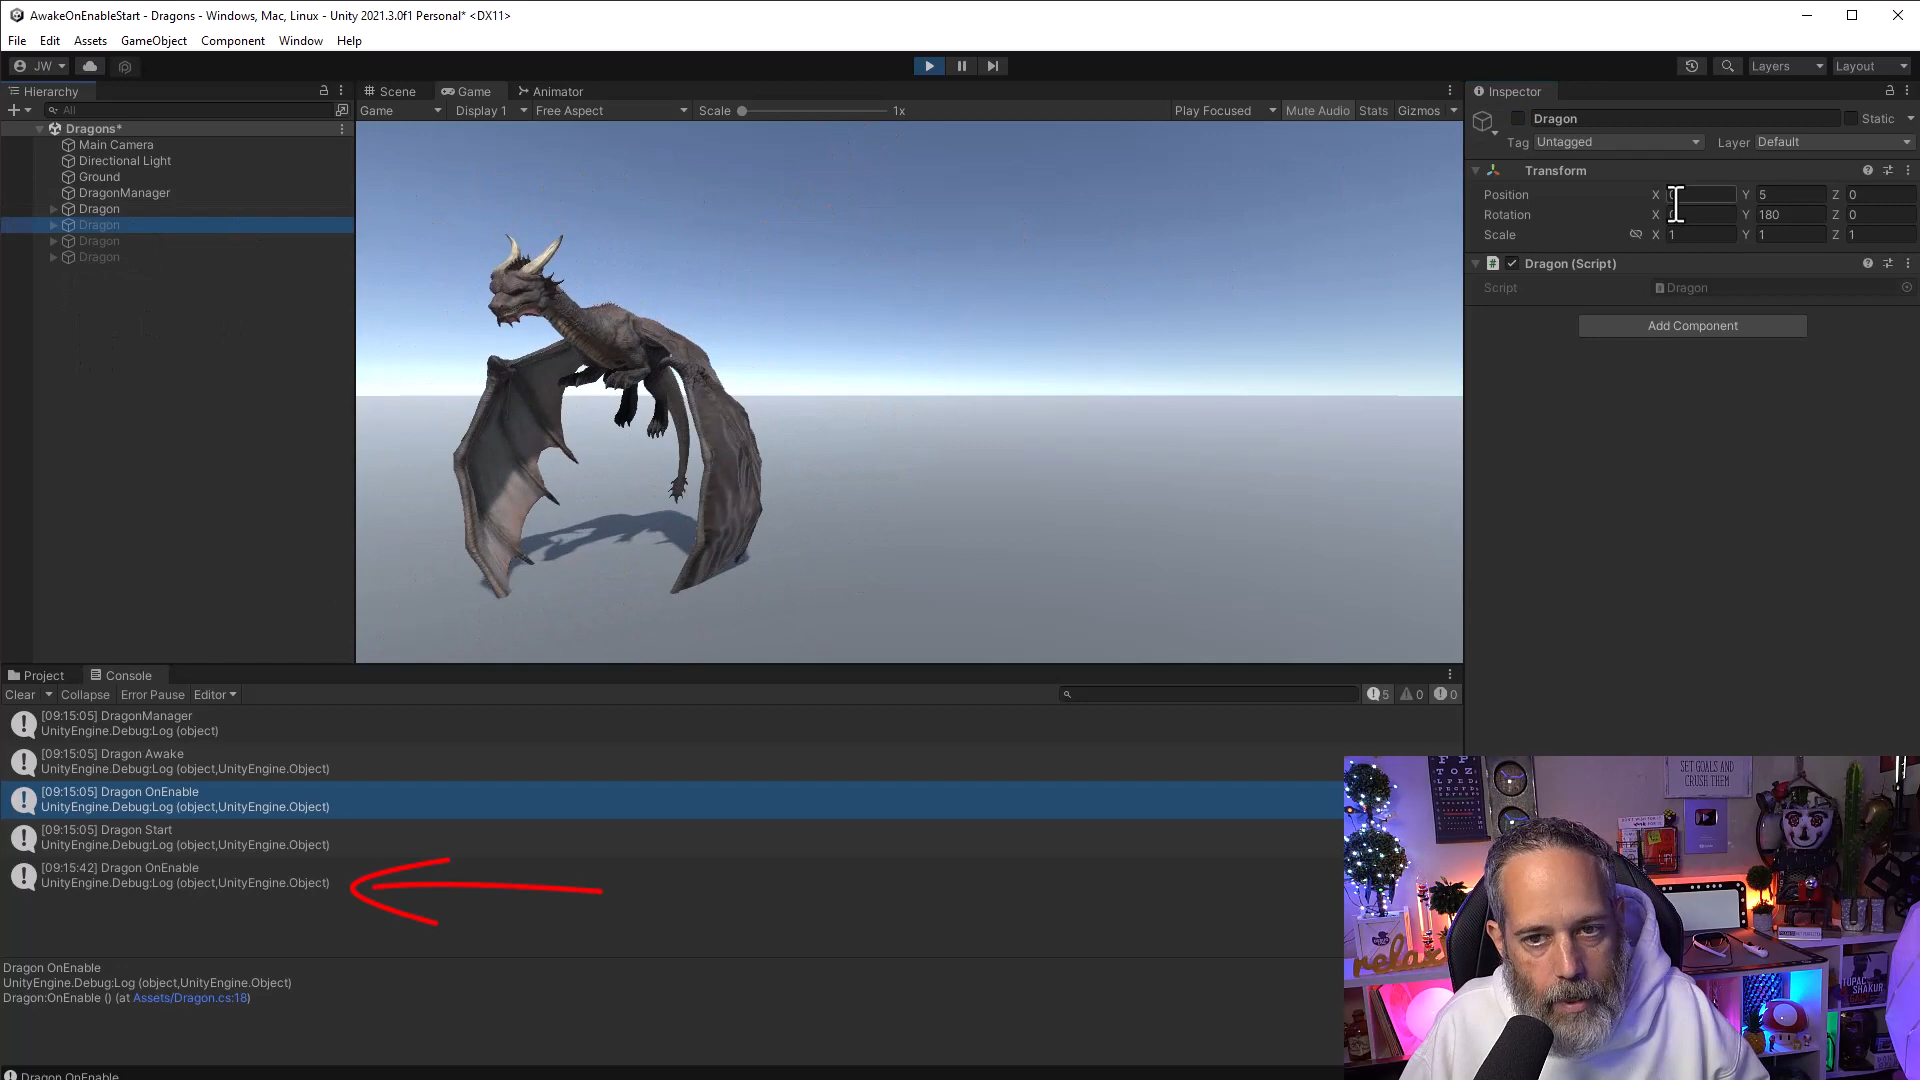 AwakeOnEnableStart - Dragons - Windows, Mac, Linux - Unity 2021.3.0f1 Personal* <DX11>
File Edit Assets GameObject Component Window Help
JW Layers Layout
Hierarchy Scene Game Animator Inspector
All Game Display 1 Free Aspect Scale 1x Play Focused Mute Audio Stats Gizmos
Dragon Static
Tag Untagged Layer Default
Dragons*
Main Camera
Directional Light
Ground
DragonManager
Dragon
Dragon
Dragon
Dragon
Transform
Position X Y 5 Z 0
Rotation X Y 180 Z 0
Scale X 1 Y 1 Z 1
Dragon (Script)
Script Dragon
Add Component
Project Console
Clear Collapse Error Pause Editor 5 0 0
[09:15:05] DragonManager
UnityEngine.Debug:Log (object)
[09:15:05] Dragon Awake
UnityEngine.Debug:Log (object,UnityEngine.Object)
[09:15:05] Dragon OnEnable
UnityEngine.Debug:Log (object,UnityEngine.Object)
[09:15:05] Dragon Start
UnityEngine.Debug:Log (object,UnityEngine.Object)
[09:15:42] Dragon OnEnable
UnityEngine.Debug:Log (object,UnityEngine.Object)
Dragon OnEnable
UnityEngine.Debug:Log (object,UnityEngine.Object)
Dragon:OnEnable () (at Assets/Dragon.cs:18)
Dragon OnEnable
SET GOALS AND
CRUSH THEM
relax
TUPAC
SHAKUR